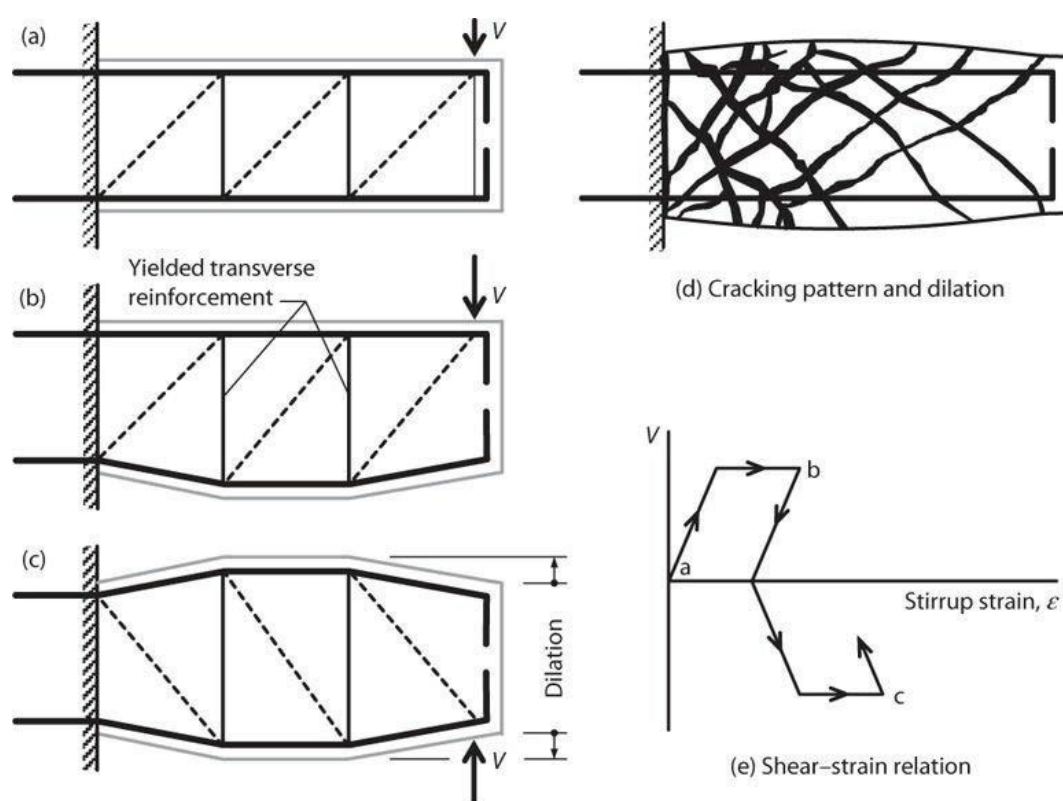 (a)
V
Yielded transverse
reinforcement
(b)
V
(c)
Dilation
V
(d) Cracking pattern and dilation
V
b
a
Stirrup strain, ε
c
(e) Shear–strain relation